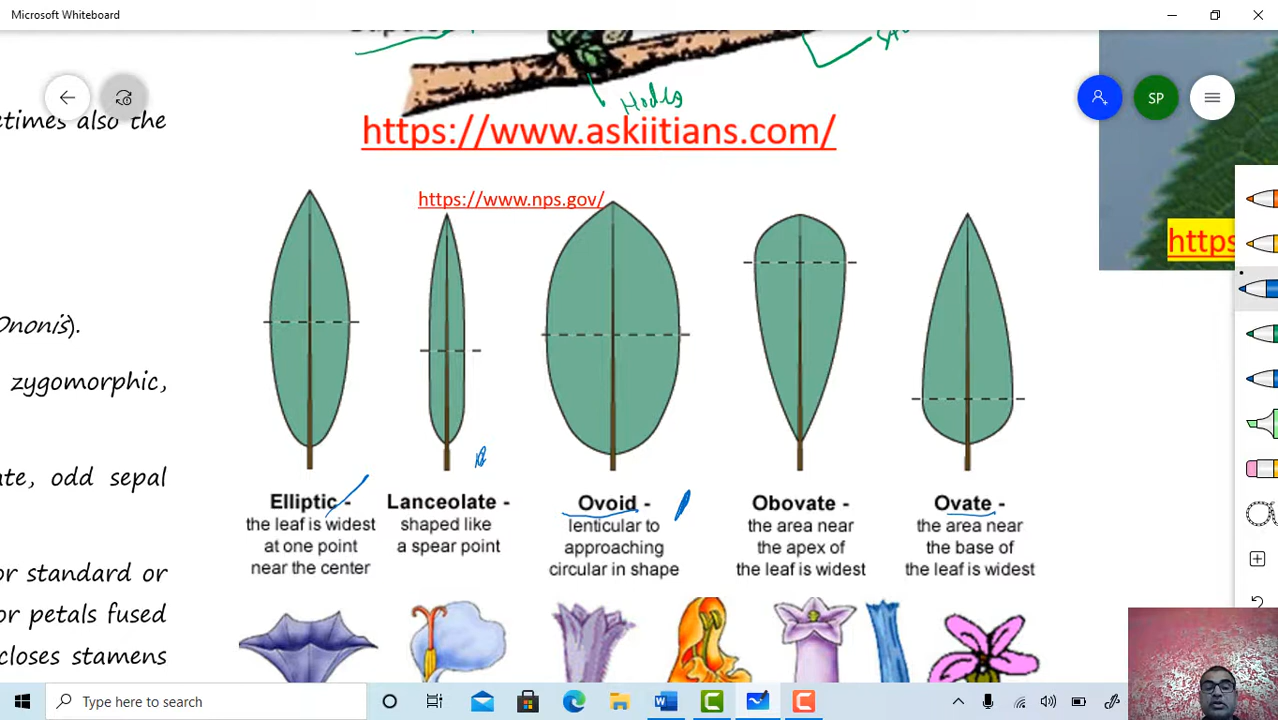 Microsoft Whiteboard
Nodes
SP
etimes also the
https://www.askiitians.com/
https://www.nps.gov/
https
Ononis).
zygomorphic,
ate, odd sepal
or standard or
or petals fused
closes stamens
Elliptic -
the leaf is widest
at one point
near the center
Lanceolate -
shaped like
a spear point
Ovoid -
lenticular to
approaching
circular in shape
Obovate -
the area near
the apex of
the leaf is widest
Ovate -
the area near
the base of
the leaf is widest
Type here to search